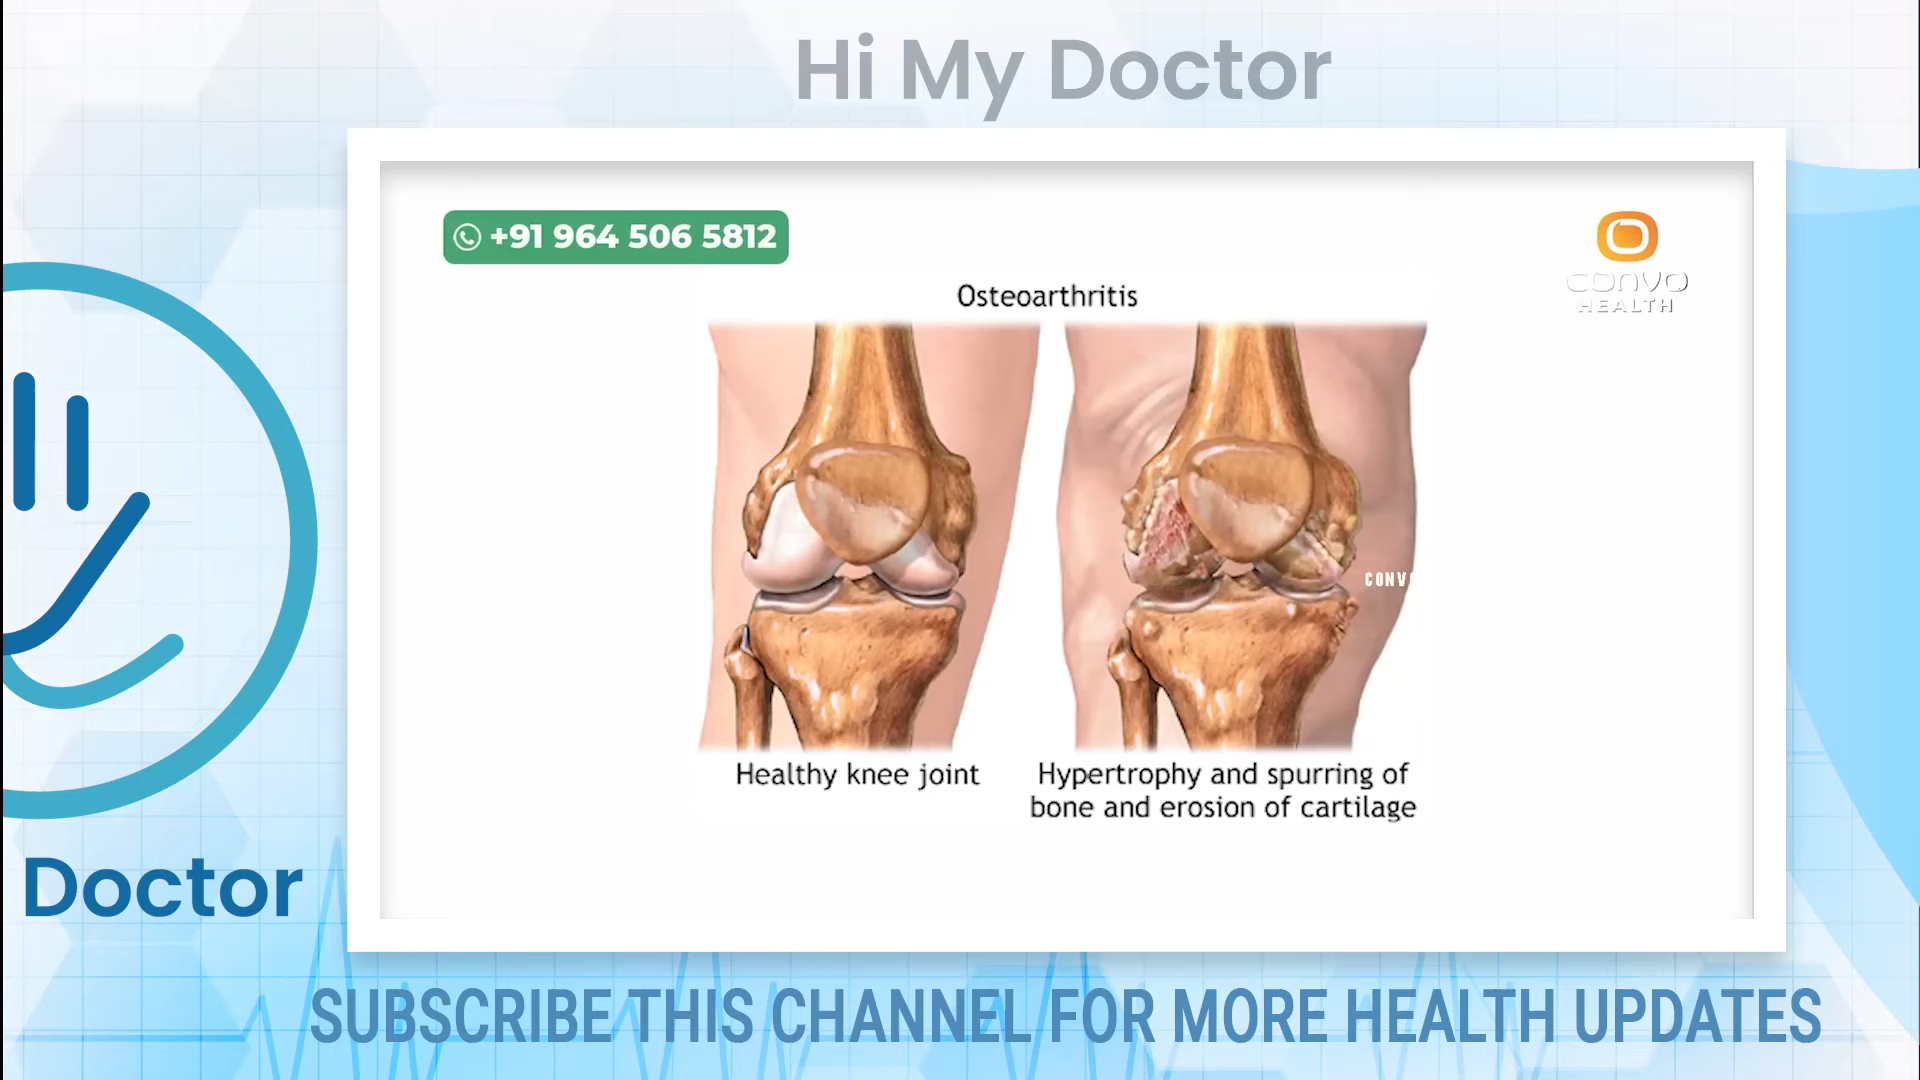 Hi My Doctor
+91 964 506 5812
CONVO
HEALTH
Osteoarthritis
CONV
Healthy knee joint
Hypertrophy and spurring of
bone and erosion of cartilage
Doctor
SUBSCRIBE THIS CHANNEL FOR MORE HEALTH UPDATES